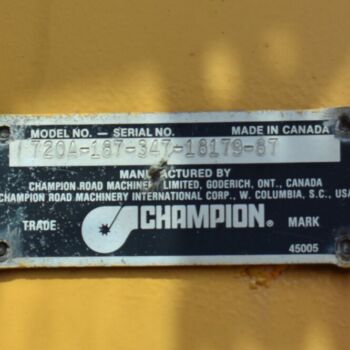 MODEL NO. — SERIAL NO. MADE IN CANADA
720A-187-347-18179-87
MANUFACTURED BY
CHAMPION ROAD MACHINERY LIMITED, GODERICH, ONT., CANADA
CHAMPION ROAD MACHINERY INTERNATIONAL CORP., W. COLUMBIA, S.C., USA
TRADE CHAMPION® MARK
45005